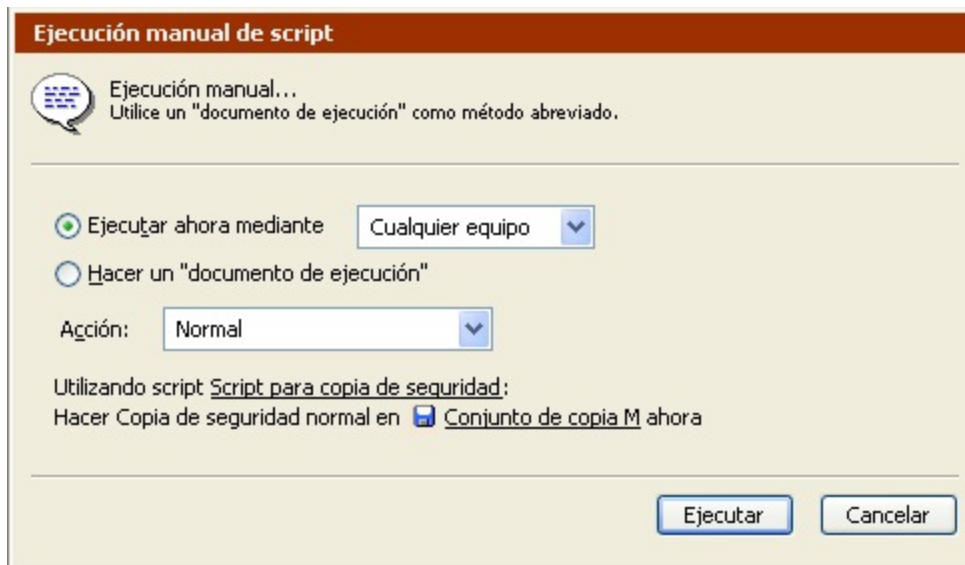 Ejecución manual de script
Ejecución manual...
Utilice un "documento de ejecución" como método abreviado.
Ejecutar ahora mediante Cualquier equipo
Hacer un "documento de ejecución"
Acción: Normal
Utilizando script Script para copia de seguridad:
Hacer Copia de seguridad normal en Conjunto de copia M ahora
Ejecutar Cancelar